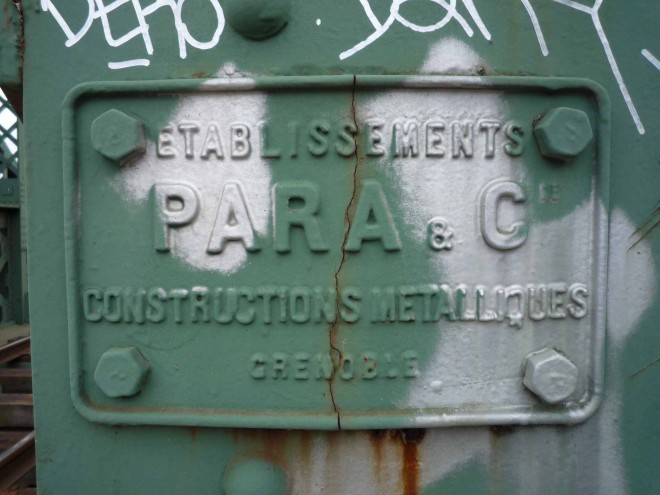 ETABLISSEMENTS
PARA & CIE
CONSTRUCTIONS METALLIQUES
GRENOBLE